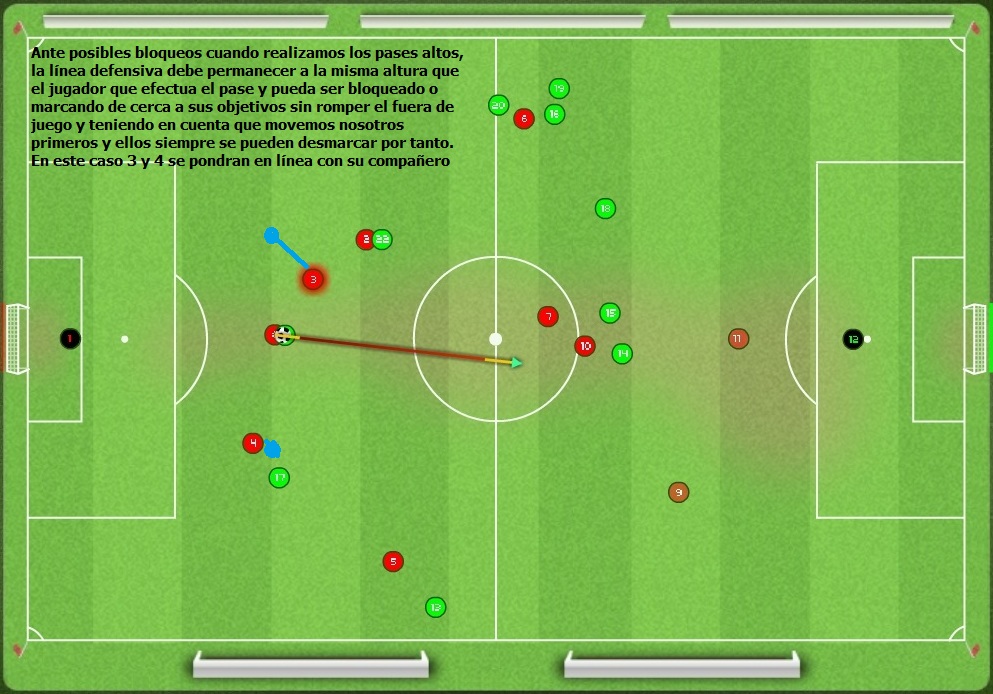 Ante posibles bloqueos cuando realizamos los pases altos,
la línea defensiva debe permanecer a la misma altura que
el jugador que efectua el pase y pueda ser bloqueado o
marcando de cerca a sus objetivos sin romper el fuera de
juego y teniendo en cuenta que movemos nosotros
primeros y ellos siempre se pueden desmarcar por tanto.
En este caso 3 y 4 se pondran en línea con su compañero
19
20
6
18
22
3
7
15
1
10
14
11
12
4
17
9
5